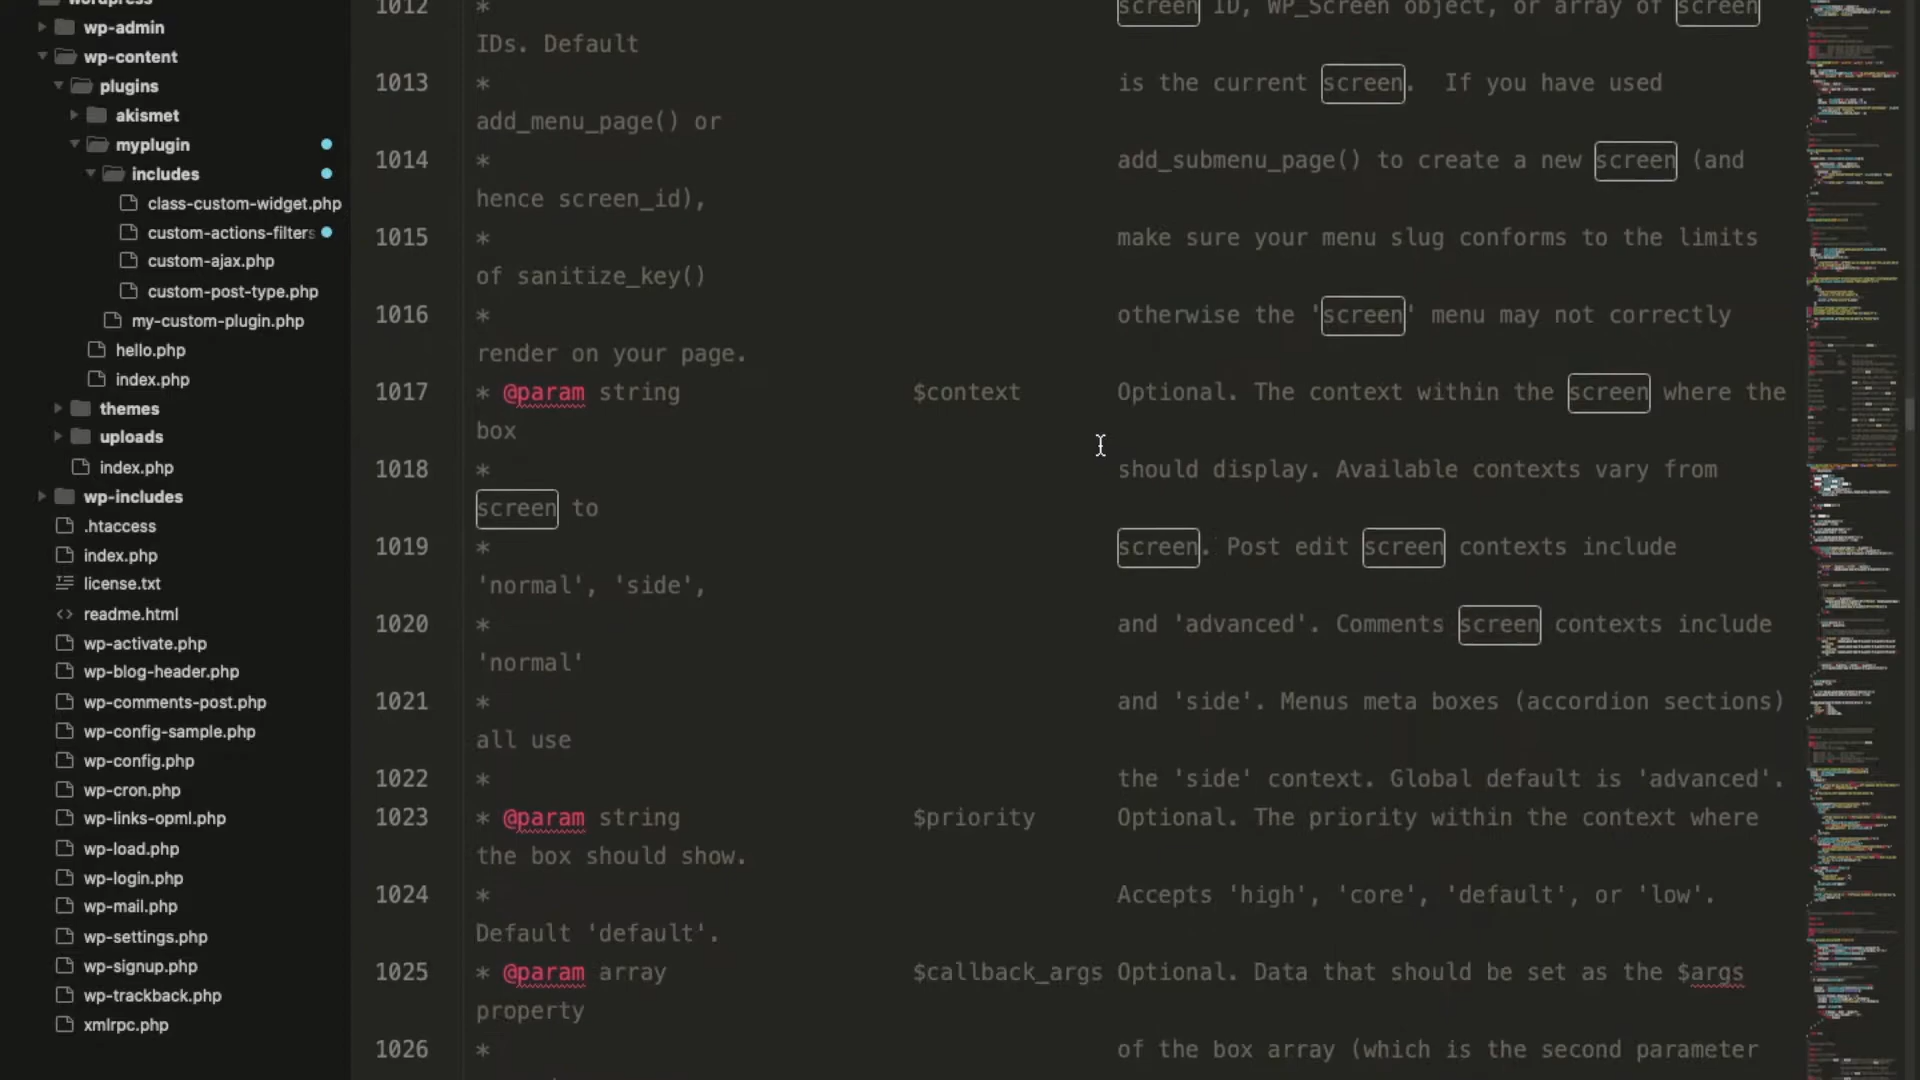 wordpress
wp-admin
wp-content
plugins
akismet
myplugin
includes
class-custom-widget.php
custom-actions-filters
custom-ajax.php
custom-post-type.php
my-custom-plugin.php
hello.php
index.php
themes
uploads
index.php
wp-includes
.htaccess
index.php
license.txt
readme.html
wp-activate.php
wp-blog-header.php
wp-comments-post.php
wp-config-sample.php
wp-config.php
wp-cron.php
wp-links-opml.php
wp-load.php
wp-login.php
wp-mail.php
wp-settings.php
wp-signup.php
wp-trackback.php
xmlrpc.php
1012 * screen ID, WP_Screen object, or array of screen
IDs. Default
1013 * is the current screen. If you have used
add_menu_page() or
1014 * add_submenu_page() to create a new screen (and
hence screen_id),
1015 * make sure your menu slug conforms to the limits
of sanitize_key()
1016 * otherwise the 'screen' menu may not correctly
render on your page.
1017 * @param string $context Optional. The context within the screen where the
box
1018 * should display. Available contexts vary from
screen to
1019 * screen. Post edit screen contexts include
'normal', 'side',
1020 * and 'advanced'. Comments screen contexts include
'normal'
1021 * and 'side'. Menus meta boxes (accordion sections)
all use
1022 * the 'side' context. Global default is 'advanced'.
1023 * @param string $priority Optional. The priority within the context where
the box should show.
1024 * Accepts 'high', 'core', 'default', or 'low'.
Default 'default'.
1025 * @param array $callback_args Optional. Data that should be set as the $args
property
1026 * of the box array (which is the second parameter